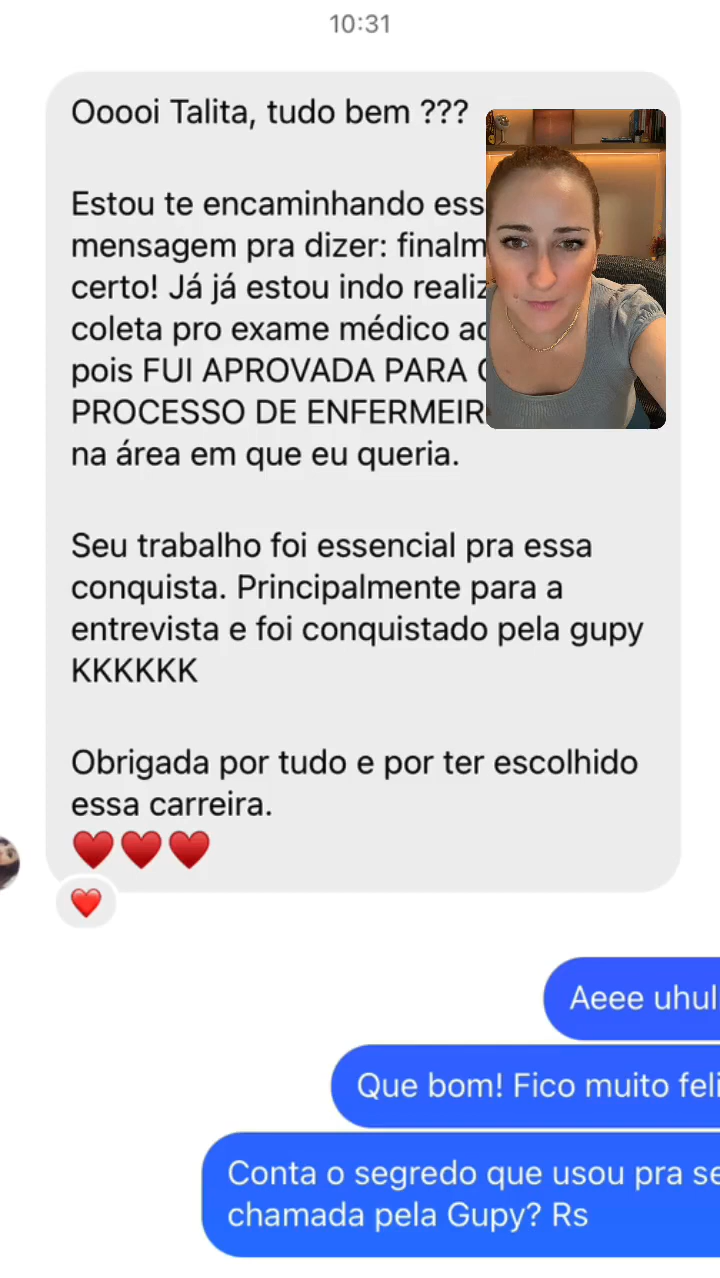 10:31
Ooooi Talita, tudo bem ???
Estou te encaminhando ess
mensagem pra dizer: finalm
certo! Já já estou indo realiz
coleta pro exame médico ad
pois FUI APROVADA PARA
PROCESSO DE ENFERMEIR
na área em que eu queria.
Seu trabalho foi essencial pra essa
conquista. Principalmente para a
entrevista e foi conquistado pela gupy
KKKKKK
Obrigada por tudo e por ter escolhido
essa carreira.
♥️♥️♥️
❤️
Aeee uhul
Que bom! Fico muito feli
Conta o segredo que usou pra se
chamada pela Gupy? Rs